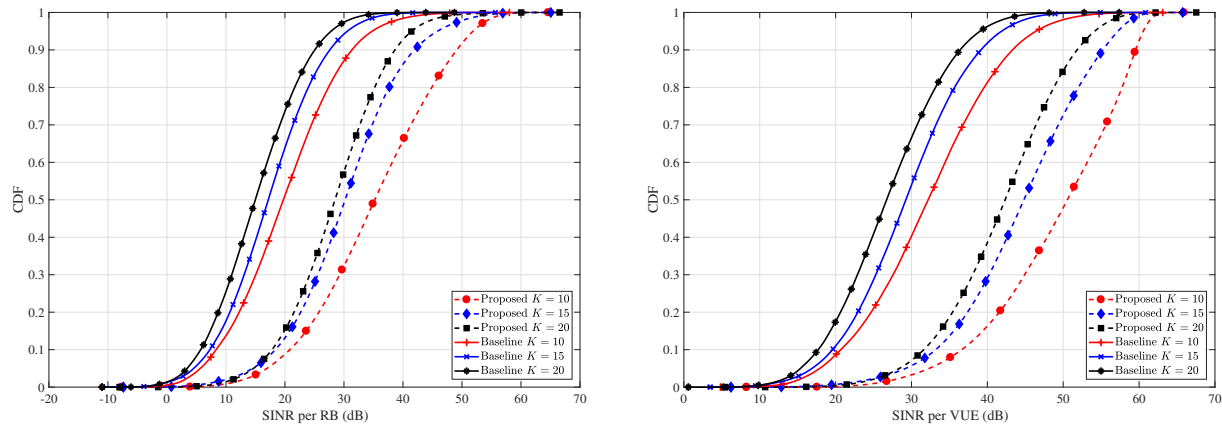 1
0.9
0.8
0.7
0.6
0.5
0.4
0.3
0.2
0.1
0
CDF
-20 -10 0 10 20 30 40 50 60 70
SINR per RB (dB)
Proposed K = 10
Proposed K = 15
Proposed K = 20
Baseline K = 10
Baseline K = 15
Baseline K = 20
1
0.9
0.8
0.7
0.6
0.5
0.4
0.3
0.2
0.1
0
CDF
0 10 20 30 40 50 60 70
SINR per VUE (dB)
Proposed K = 10
Proposed K = 15
Proposed K = 20
Baseline K = 10
Baseline K = 15
Baseline K = 20